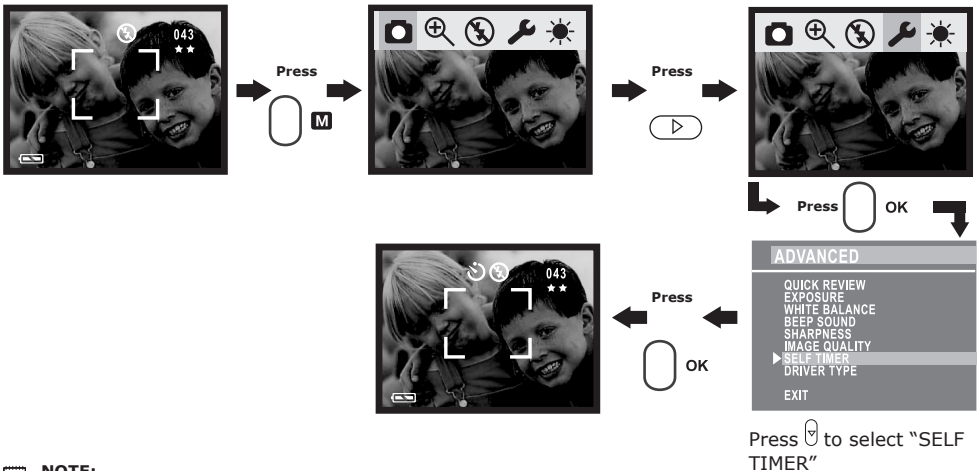 043
Press
M
Press
Press OK
ADVANCED
QUICK REVIEW
EXPOSURE
WHITE BALANCE
BEEP SOUND
SHARPNESS
IMAGE QUALITY
SELF TIMER
DRIVER TYPE
EXIT
Press to select “SELF
TIMER”
Press
OK
043
NOTE: